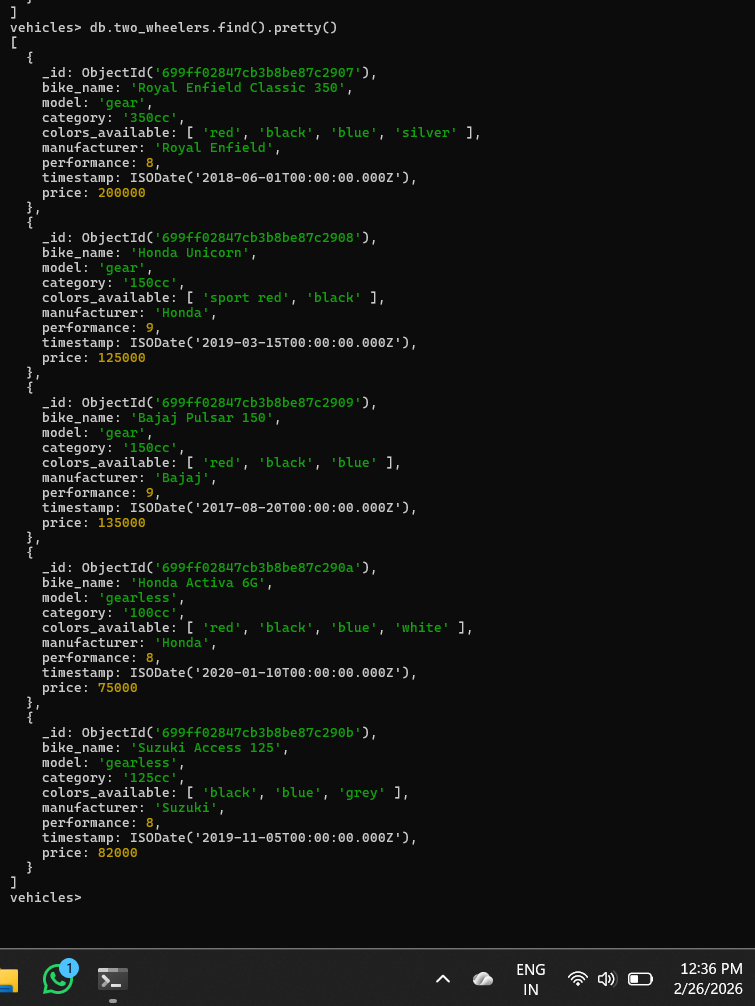 ]
vehicles> db.two_wheelers.find().pretty()
[
  {
    _id: ObjectId('699ff02847cb3b8be87c2907'),
    bike_name: 'Royal Enfield Classic 350',
    model: 'gear',
    category: '350cc',
    colors_available: [ 'red', 'black', 'blue', 'silver' ],
    manufacturer: 'Royal Enfield',
    performance: 8,
    timestamp: ISODate('2018-06-01T00:00:00.000Z'),
    price: 200000
  },
  {
    _id: ObjectId('699ff02847cb3b8be87c2908'),
    bike_name: 'Honda Unicorn',
    model: 'gear',
    category: '150cc',
    colors_available: [ 'sport red', 'black' ],
    manufacturer: 'Honda',
    performance: 9,
    timestamp: ISODate('2019-03-15T00:00:00.000Z'),
    price: 125000
  },
  {
    _id: ObjectId('699ff02847cb3b8be87c2909'),
    bike_name: 'Bajaj Pulsar 150',
    model: 'gear',
    category: '150cc',
    colors_available: [ 'red', 'black', 'blue' ],
    manufacturer: 'Bajaj',
    performance: 9,
    timestamp: ISODate('2017-08-20T00:00:00.000Z'),
    price: 135000
  },
  {
    _id: ObjectId('699ff02847cb3b8be87c290a'),
    bike_name: 'Honda Activa 6G',
    model: 'gearless',
    category: '100cc',
    colors_available: [ 'red', 'black', 'blue', 'white' ],
    manufacturer: 'Honda',
    performance: 8,
    timestamp: ISODate('2020-01-10T00:00:00.000Z'),
    price: 75000
  },
  {
    _id: ObjectId('699ff02847cb3b8be87c290b'),
    bike_name: 'Suzuki Access 125',
    model: 'gearless',
    category: '125cc',
    colors_available: [ 'black', 'blue', 'grey' ],
    manufacturer: 'Suzuki',
    performance: 8,
    timestamp: ISODate('2019-11-05T00:00:00.000Z'),
    price: 82000
  }
]
vehicles>
1
ENG
IN
12:36 PM
2/26/2026